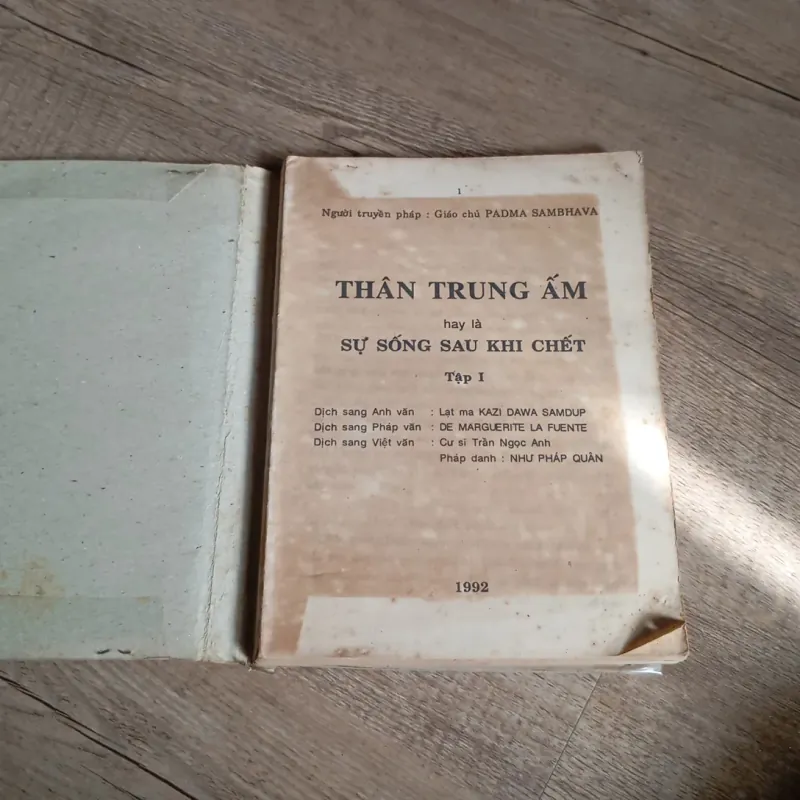 1
Người truyền pháp : Giáo chủ PADMA SAMBHAVA
THÂN TRUNG ẤM
hay là
SỰ SỐNG SAU KHI CHẾT
Tập I
Dịch sang Anh văn : Lạt ma KAZI DAWA SAMDUP
Dịch sang Pháp văn : DE MARGUERITE LA FUENTE
Dịch sang Việt văn : Cư sĩ Trần Ngọc Anh
Pháp danh : NHƯ PHÁP QUÂN
1992